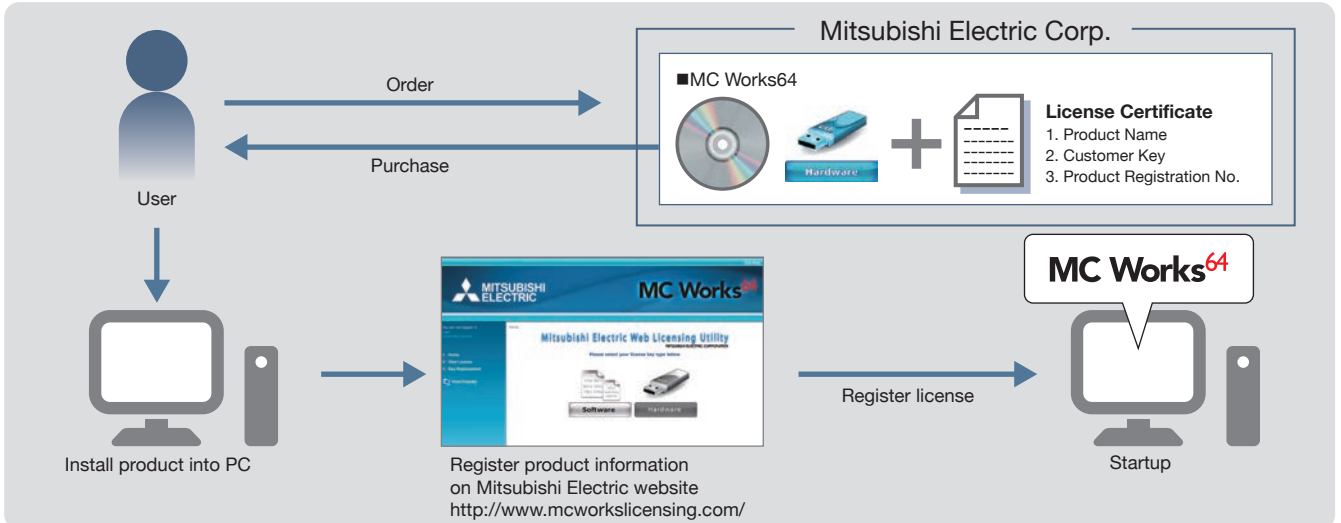 Mitsubishi Electric Corp.
■MC Works64
Order
License Certificate
1. Product Name
2. Customer Key
3. Product Registration No.
Hardware
Purchase
User
MC Works64
MITSUBISHI
ELECTRIC
MC Works64
Mitsubishi Electric Web Licensing Utility
MITSUBISHI ELECTRIC CORPORATION
Please select your license key type below
Software
Hardware
Register license
Install product into PC
Register product information
on Mitsubishi Electric website
http://www.mcworkslicensing.com/
Startup